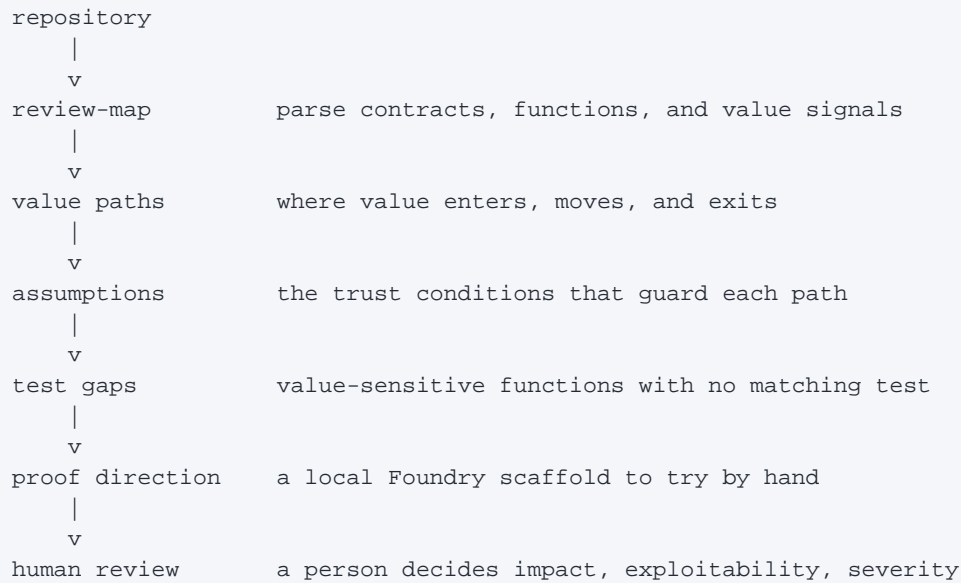 repository
|
v
review-map parse contracts, functions, and value signals
|
v
value paths where value enters, moves, and exits
|
v
assumptions the trust conditions that guard each path
|
v
test gaps value-sensitive functions with no matching test
|
v
proof direction a local Foundry scaffold to try by hand
|
v
human review a person decides impact, exploitability, severity